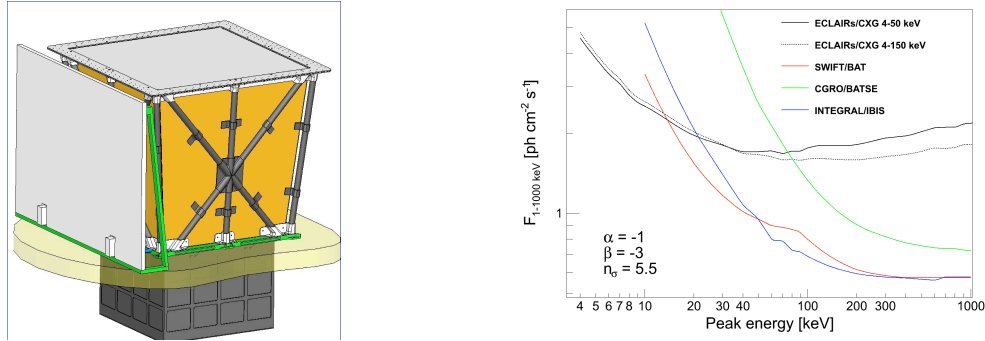 ECLAIRs/CXG 4-50 keV
ECLAIRs/CXG 4-150 keV
SWIFT/BAT
CGRO/BATSE
INTEGRAL/IBIS
F1-1000 keV [ph cm-2 s-1]
1
α = -1
β = -3
nσ = 5.5
4 5 6 7 8 10 20 30 40 100 200 300 1000
Peak energy [keV]